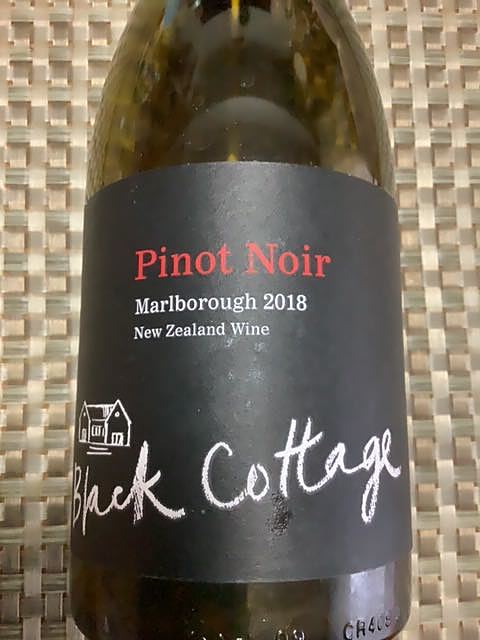 Pinot Noir
Marlborough 2018
New Zealand Wine
Black Cottage